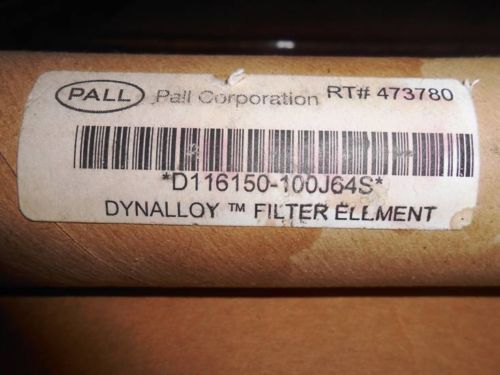 PALL Pall Corporation RT# 473780
*D116150-100J64S*
DYNALLOY ™ FILTER ELLMENT